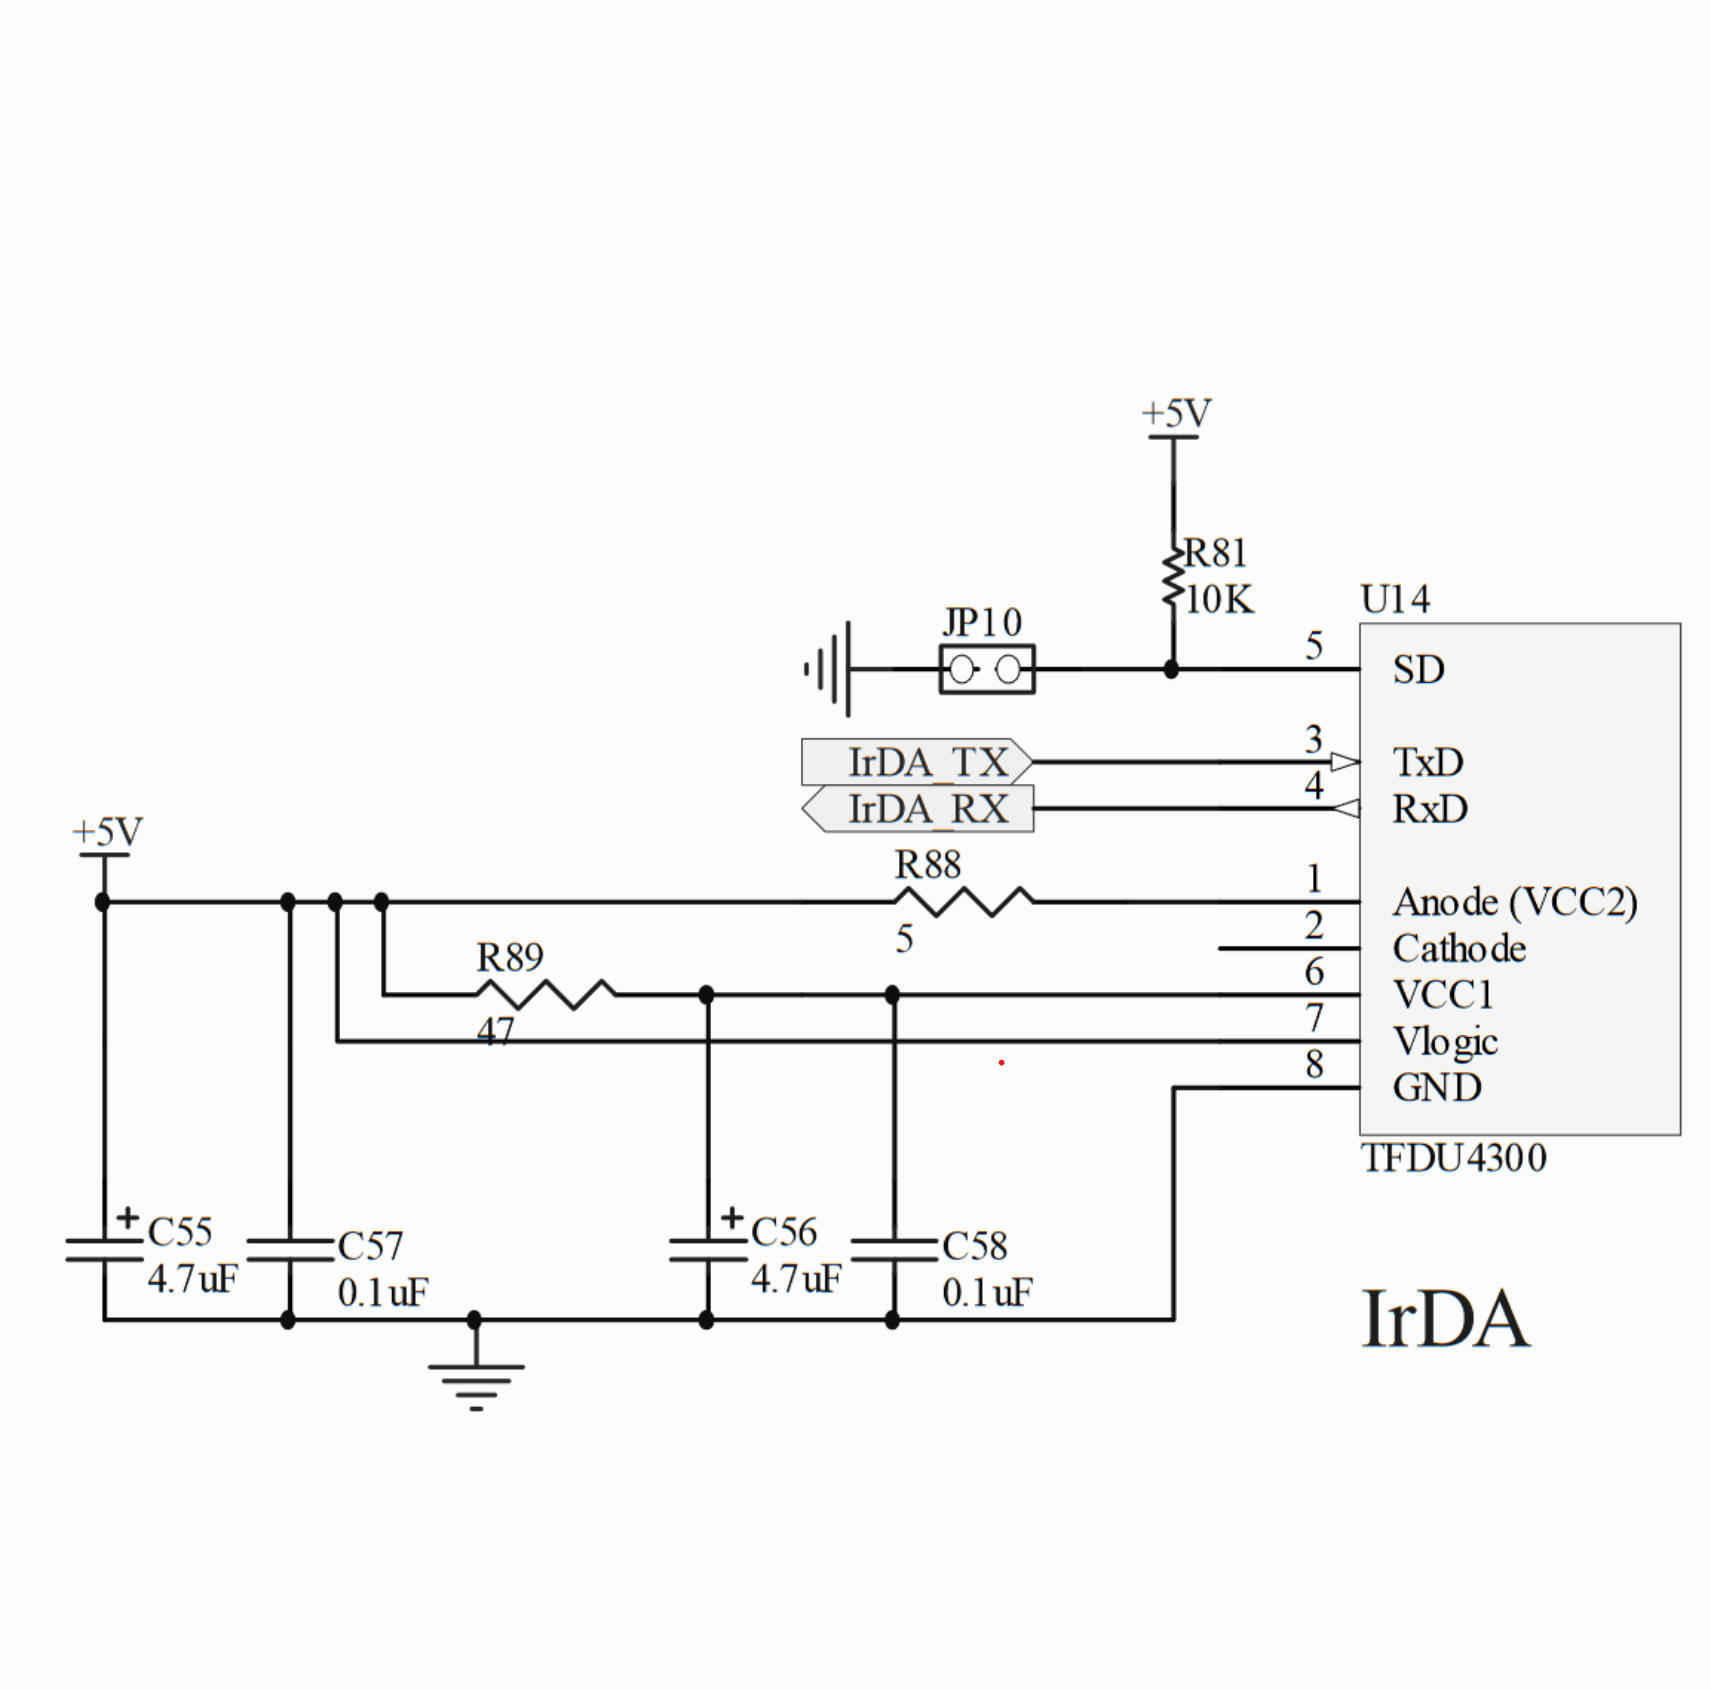 +5V
R81
10K
JP10
U14
5
SD
IrDA_TX
3
TxD
IrDA_RX
4
RxD
+5V
R88
5
1
Anode (VCC2)
2
Cathode
R89
47
6
VCC1
7
Vlogic
8
GND
TFDU4300
+
C55
4.7uF
C57
0.1uF
+
C56
4.7uF
C58
0.1uF
IrDA